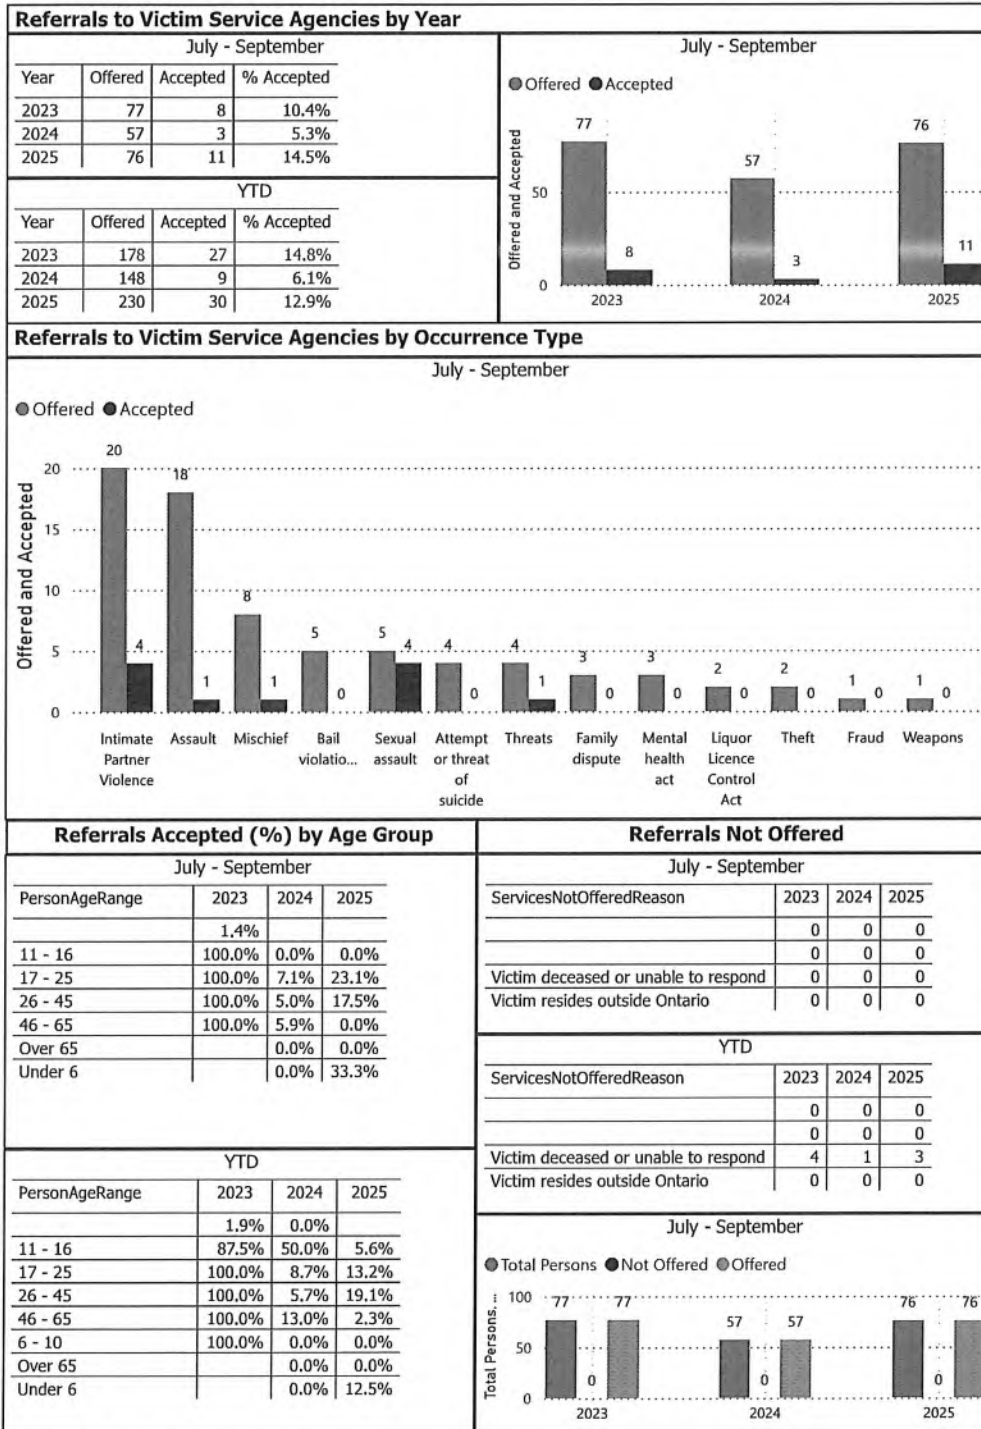 Referrals to Victim Service Agencies by Year
July - September
Year Offered Accepted % Accepted
2023 77 8 10.4%
2024 57 3 5.3%
2025 76 11 14.5%
YTD
Year Offered Accepted % Accepted
2023 178 27 14.8%
2024 148 9 6.1%
2025 230 30 12.9%
July - September
Offered Accepted
Offered and Accepted
50
0
77 8
57 3
76 11
2023 2024 2025
Referrals to Victim Service Agencies by Occurrence Type
July - September
Offered Accepted
Offered and Accepted
20
15
10
5
0
20 4 18 1 8 1 5 0 5 4 4 0 4 1 3 0 3 0 2 0 2 0 1 0 1 0
Intimate Partner Violence
Assault
Mischief
Bail violatio...
Sexual assault
Attempt or threat of suicide
Threats
Family dispute
Mental health act
Liquor Licence Control Act
Theft
Fraud
Weapons
Referrals Accepted (%) by Age Group
July - September
PersonAgeRange 2023 2024 2025
1.4%
11 - 16 100.0% 0.0% 0.0%
17 - 25 100.0% 7.1% 23.1%
26 - 45 100.0% 5.0% 17.5%
46 - 65 100.0% 5.9% 0.0%
Over 65 0.0% 0.0%
Under 6 0.0% 33.3%
YTD
PersonAgeRange 2023 2024 2025
1.9% 0.0%
11 - 16 87.5% 50.0% 5.6%
17 - 25 100.0% 8.7% 13.2%
26 - 45 100.0% 5.7% 19.1%
46 - 65 100.0% 13.0% 2.3%
6 - 10 100.0% 0.0% 0.0%
Over 65 0.0% 0.0%
Under 6 0.0% 12.5%
Referrals Not Offered
July - September
ServicesNotOfferedReason 2023 2024 2025
0 0 0
0 0 0
Victim deceased or unable to respond 0 0 0
Victim resides outside Ontario 0 0 0
YTD
ServicesNotOfferedReason 2023 2024 2025
0 0 0
0 0 0
Victim deceased or unable to respond 4 1 3
Victim resides outside Ontario 0 0 0
July - September
Total Persons Not Offered Offered
Total Persons, ...
100
50
0
77 0 77
57 0 57
76 0 76
2023 2024 2025